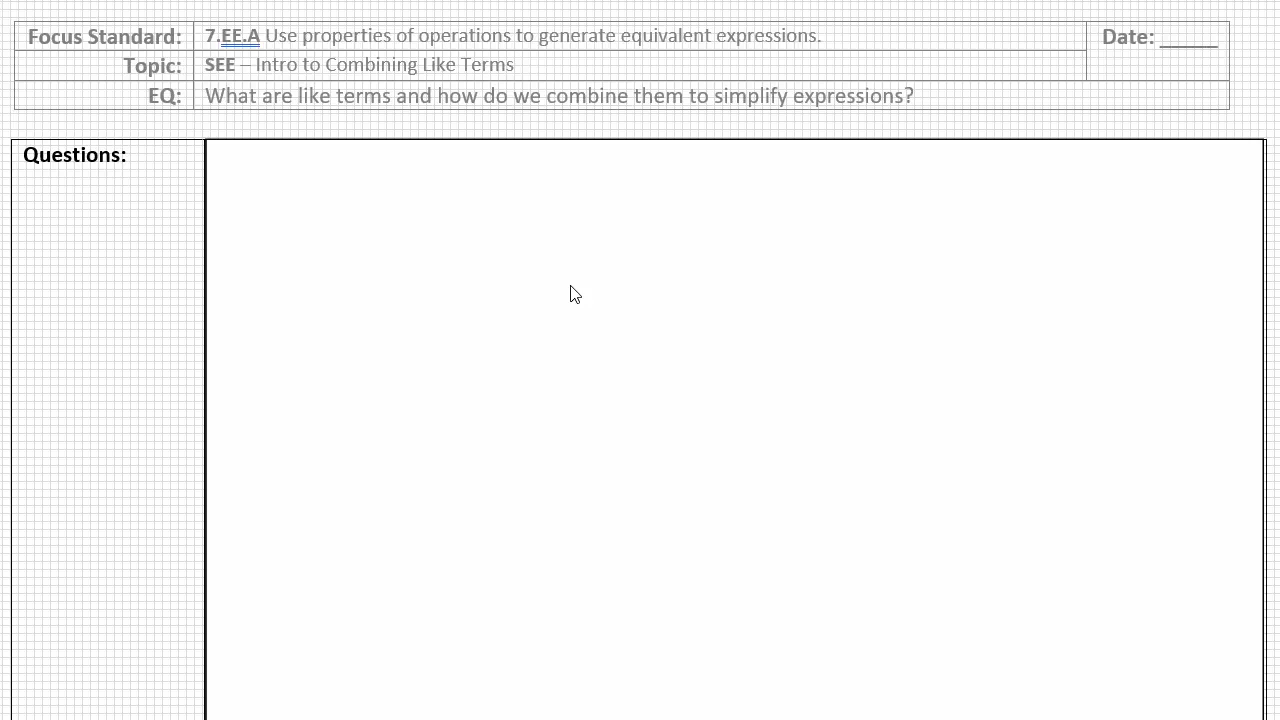 Focus Standard: 7.EE.A Use properties of operations to generate equivalent expressions. Date: ______
Topic: SEE – Intro to Combining Like Terms
EQ: What are like terms and how do we combine them to simplify expressions?
Questions: